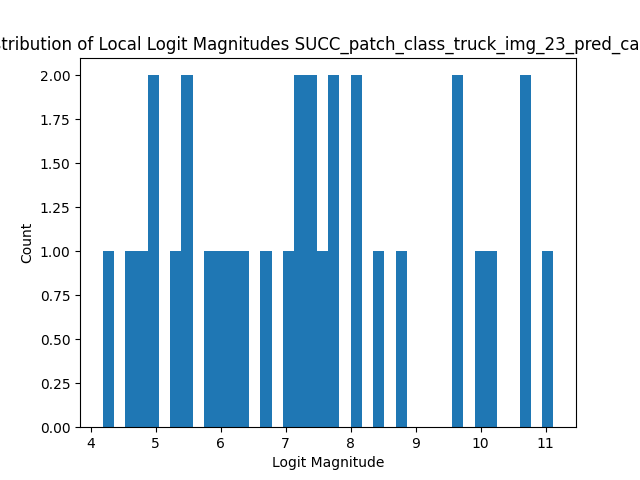 tribution of Local Logit Magnitudes SUCC_patch_class_truck_img_23_pred_ca
2.00
1.75
1.50
1.25
1.00
0.75
0.50
0.25
0.00
Count
4 5 6 7 8 9 10 11
Logit Magnitude